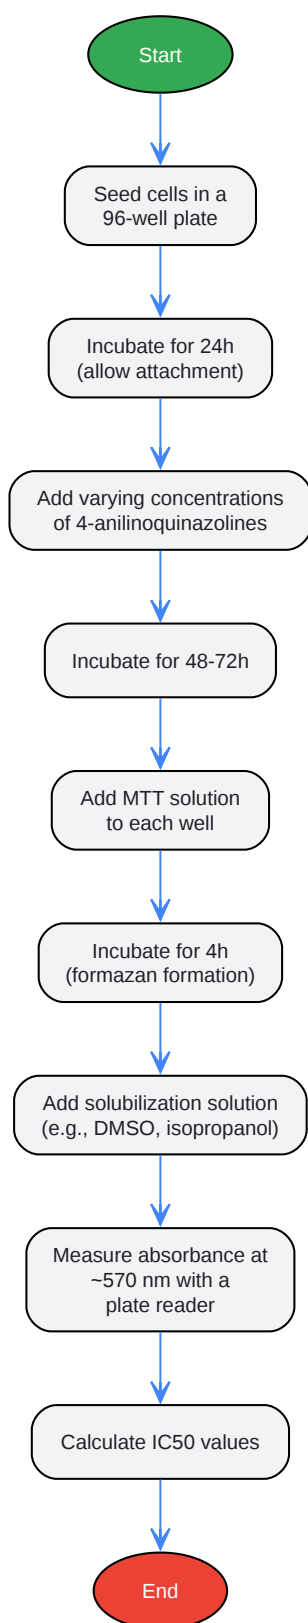 Start
Seed cells in a
96-well plate
Incubate for 24h
(allow attachment)
Add varying concentrations
of 4-anilinoquinazolines
Incubate for 48-72h
Add MTT solution
to each well
Incubate for 4h
(formazan formation)
Add solubilization solution
(e.g., DMSO, isopropanol)
Measure absorbance at
~570 nm with a
plate reader
Calculate IC50 values
End